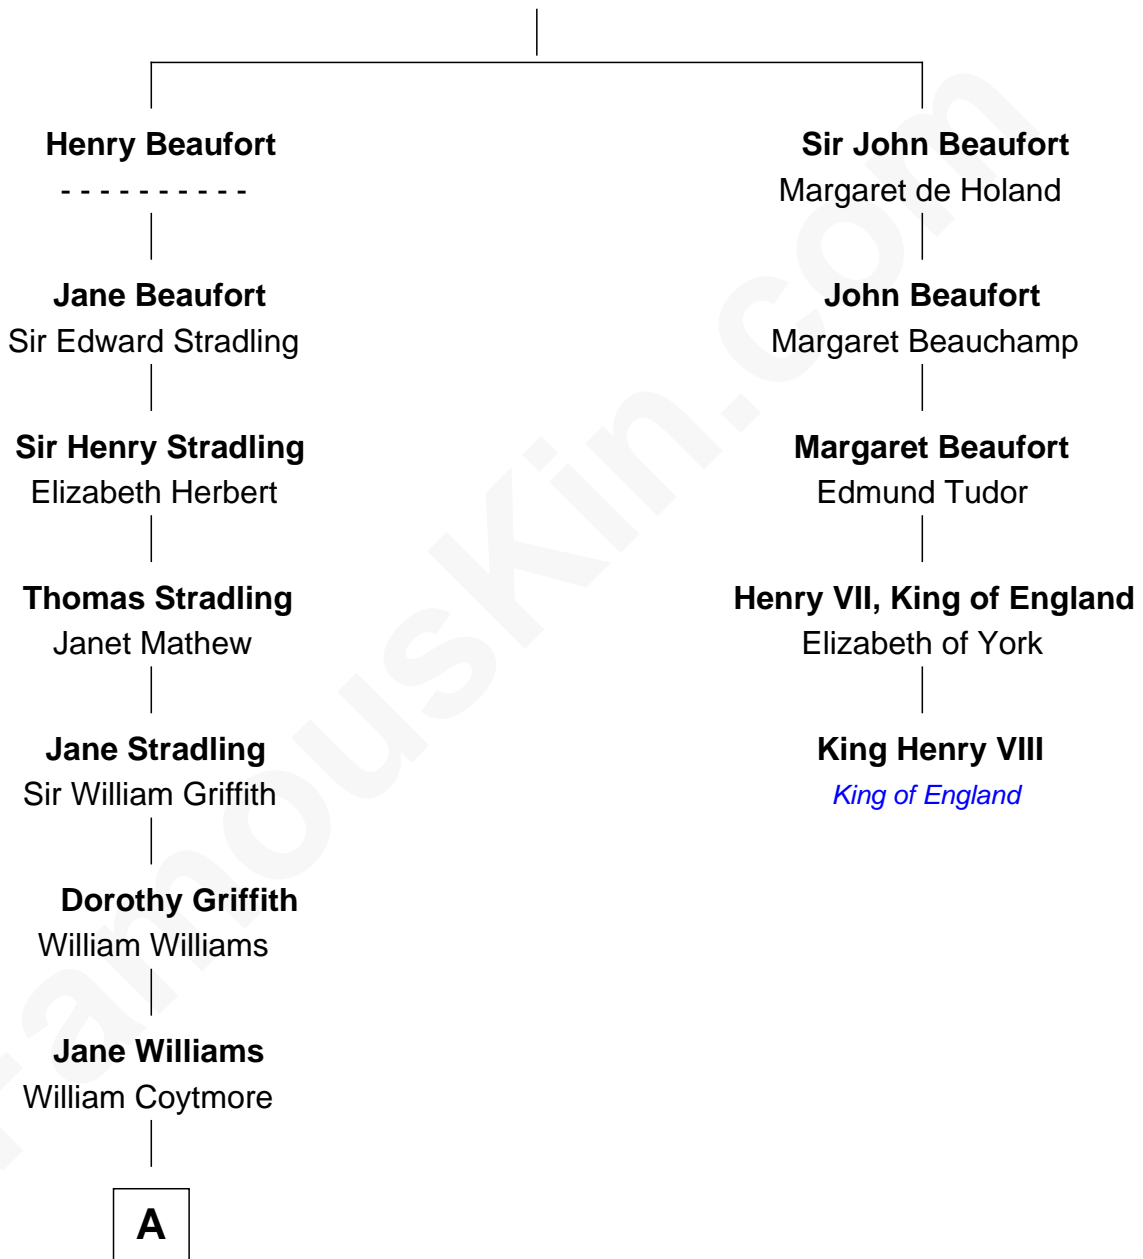 Henry Beaufort
- - - - - - - - - -
Jane Beaufort
Sir Edward Stradling
Sir Henry Stradling
Elizabeth Herbert
Thomas Stradling
Janet Mathew
Jane Stradling
Sir William Griffith
Dorothy Griffith
William Williams
Jane Williams
William Coytmore
A
Sir John Beaufort
Margaret de Holand
John Beaufort
Margaret Beauchamp
Margaret Beaufort
Edmund Tudor
Henry VII, King of England
Elizabeth of York
King Henry VIII
King of England
FamousKin.com